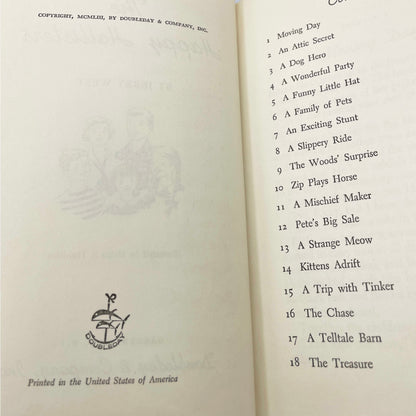 COPYRIGHT, MCMLIII, BY DOUBLEDAY & COMPANY, INC.
DOUBLEDAY
Printed in the United States of America
1 Moving Day
2 An Attic Secret
3 A Dog Hero
4 A Wonderful Party
5 A Funny Little Hat
6 A Family of Pets
7 An Exciting Stunt
8 A Slippery Ride
9 The Woods' Surprise
10 Zip Plays Horse
11 A Mischief Maker
12 Pete's Big Sale
13 A Strange Meow
14 Kittens Adrift
15 A Trip with Tinker
16 The Chase
17 A Telltale Barn
18 The Treasure